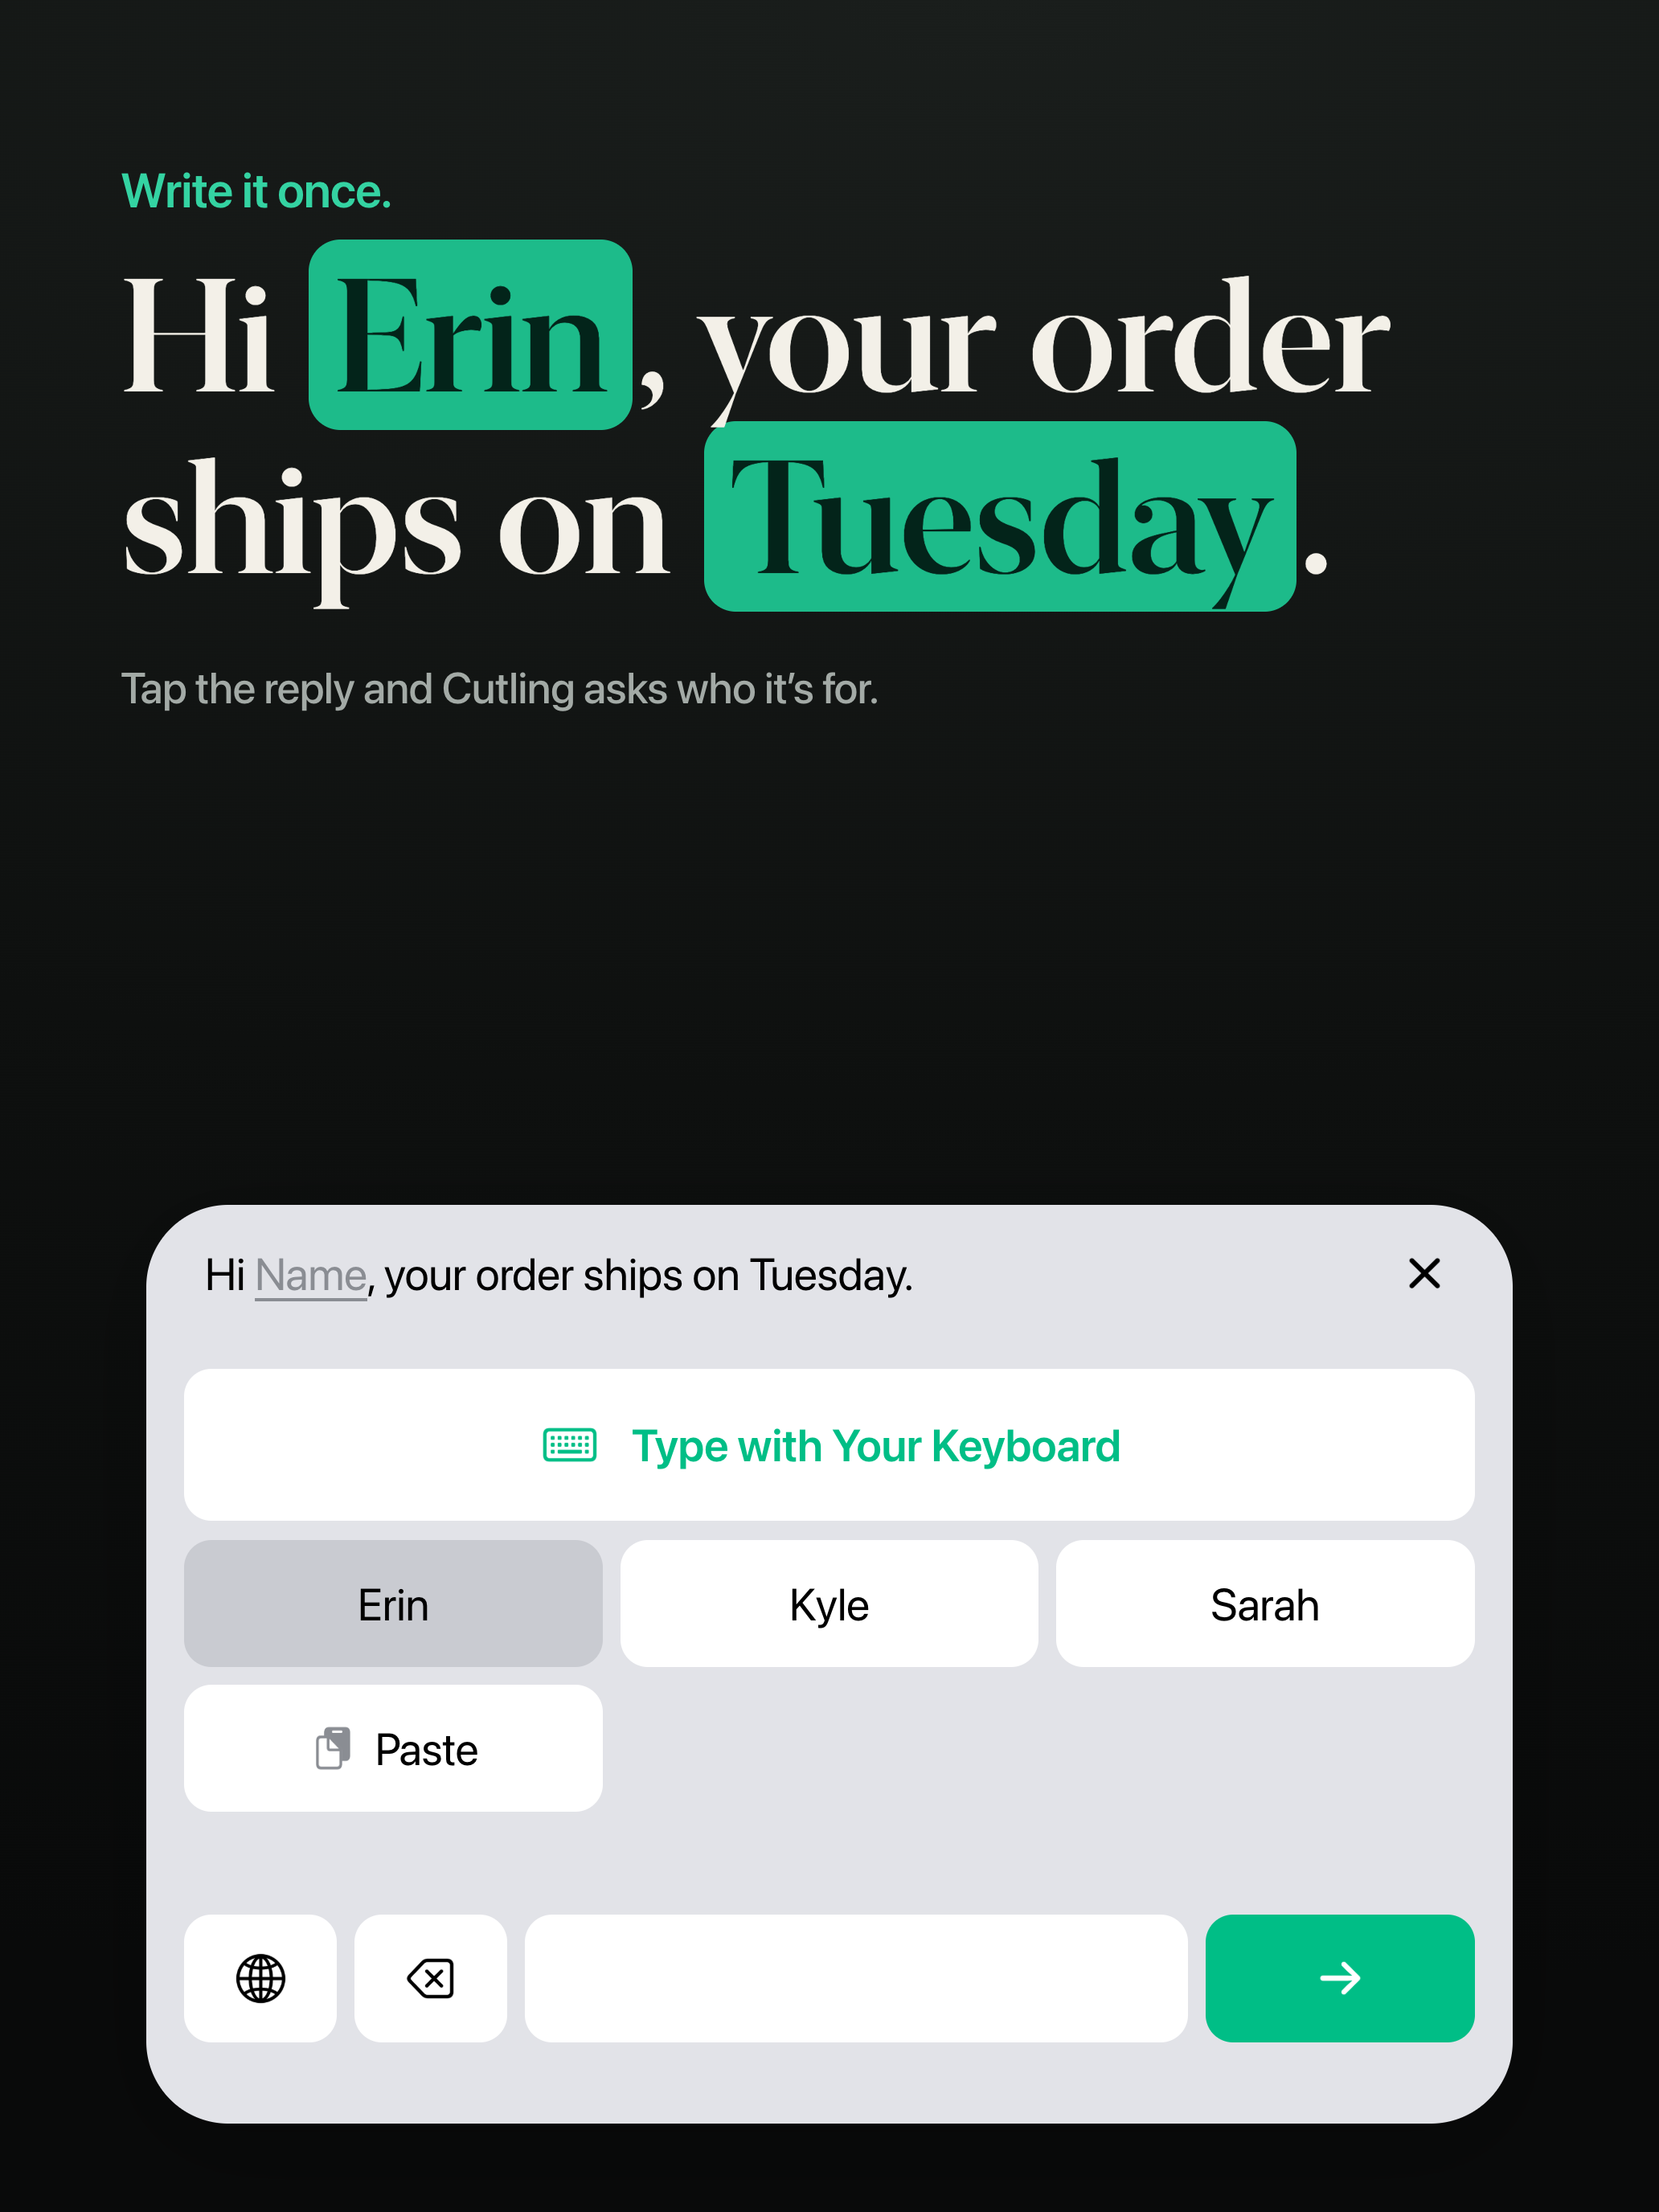 Write it once.
Hi Erin, your order
ships on Tuesday.
Tap the reply and Cutling asks who it’s for.
Hi Name, your order ships on Tuesday.
Type with Your Keyboard
Erin
Kyle
Sarah
Paste